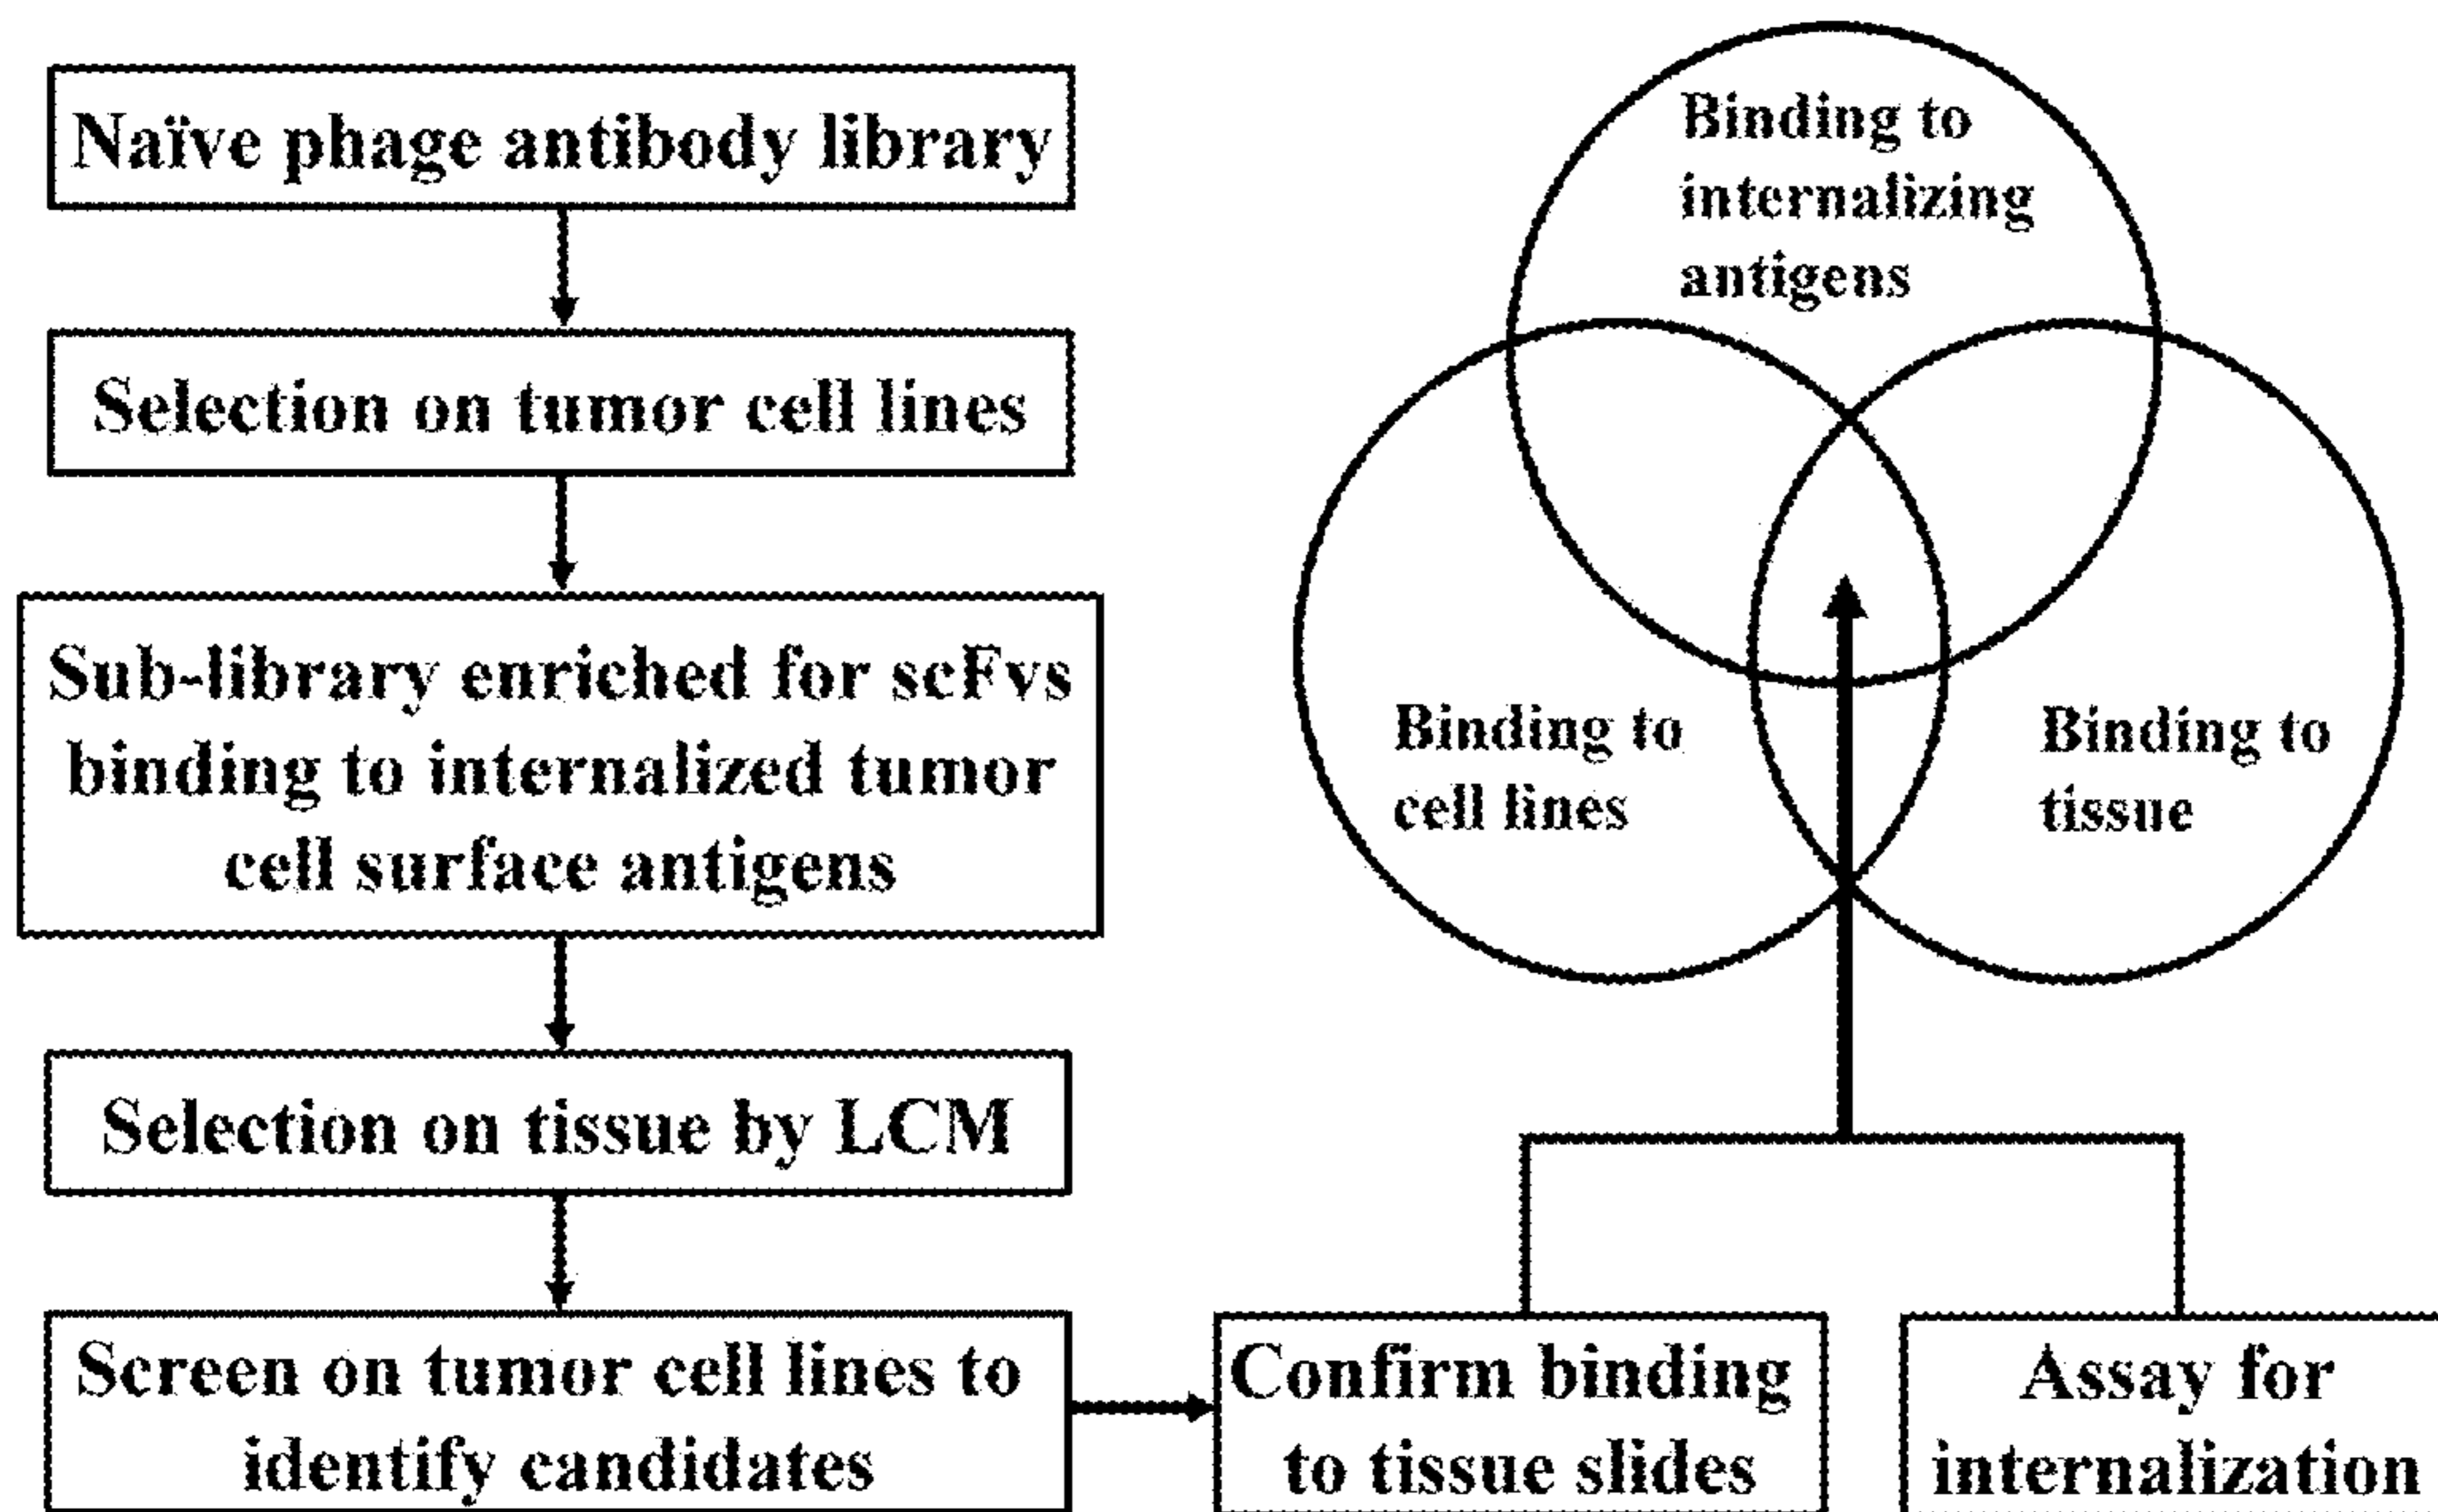 Naïve phage antibody library
Selection on tumor cell lines
Sub-library enriched for scFvs
binding to internalized tumor
cell surface antigens
Selection on tissue by LCM
Screen on tumor cell lines to
identify candidates
Confirm binding
to tissue slides
Assay for
internalization
Binding to
internalizing
antigens
Binding to
cell lines
Binding to
tissue